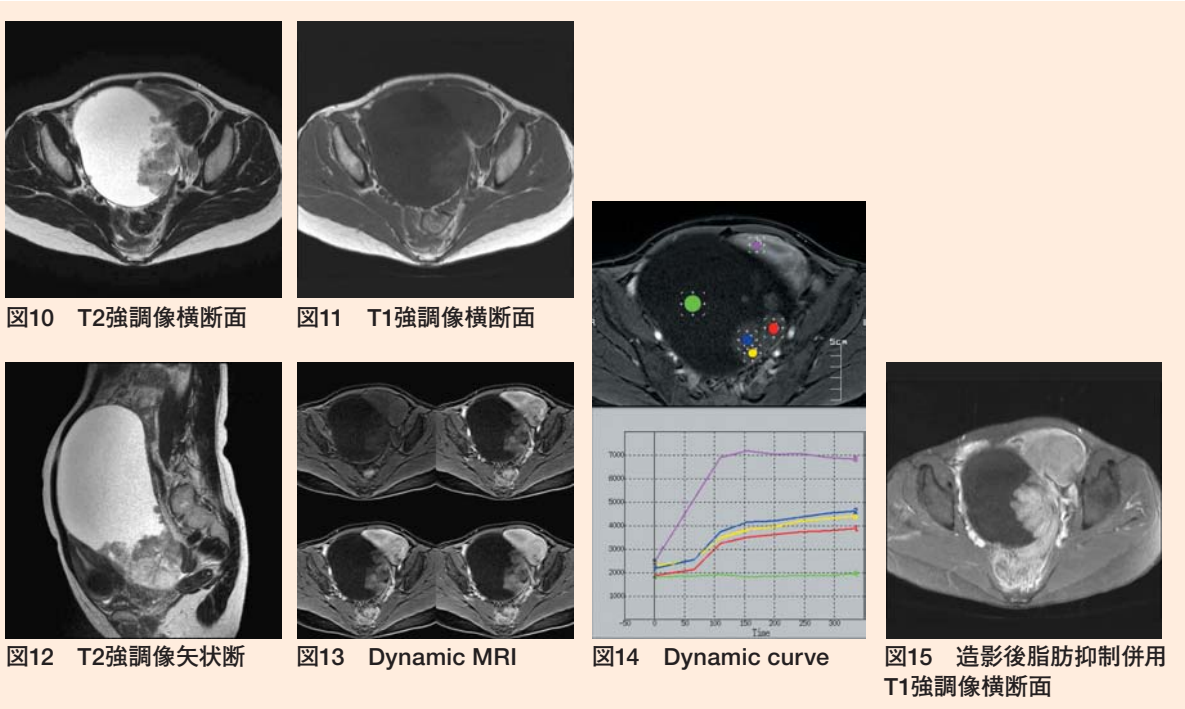 図10 T2強調像横断面
図11 T1強調像横断面
5cm
7000
6000
5000
4000
3000
2000
1000
-50 0 50 100 150 200 250 300
Time
図12 T2強調像矢状断
図13 Dynamic MRI
図14 Dynamic curve
図15 造影後脂肪抑制併用
T1強調像横断面